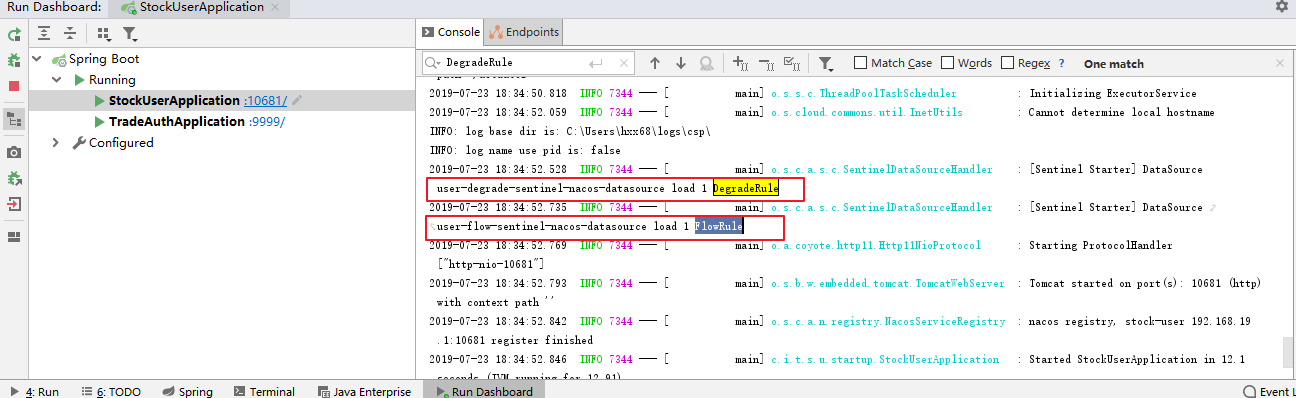 Run Dashboard: StockUserApplication
Console Endpoints
Spring Boot
Running
StockUserApplication :10681/
TradeAuthApplication :9999/
Configured
DegradeRule Match Case Words Regex ? One match
2019-07-23 18:34:50.818 INFO 7344 --- [ main] o.s.s.c.ThreadPoolTaskScheduler : Initializing ExecutorService
2019-07-23 18:34:52.059 INFO 7344 --- [ main] o.s.cloud.commons.util.InetUtils : Cannot determine local hostname
INFO: log base dir is: C:\Users\hxx68\logs\csp\
INFO: log name use pid is: false
2019-07-23 18:34:52.528 INFO 7344 --- [ main] o.s.c.a.s.c.SentinelDataSourceHandler : [Sentinel Starter] DataSource
user-degrade-sentinel-nacos-datasource load 1 DegradeRule
2019-07-23 18:34:52.735 INFO 7344 --- [ main] o.s.c.a.s.c.SentinelDataSourceHandler : [Sentinel Starter] DataSource
user-flow-sentinel-nacos-datasource load 1 FlowRule
2019-07-23 18:34:52.769 INFO 7344 --- [ main] o.a.coyote.http11.Http11NioProtocol : Starting ProtocolHandler
["http-nio-10681"]
2019-07-23 18:34:52.793 INFO 7344 --- [ main] o.s.b.w.embedded.tomcat.TomcatWebServer : Tomcat started on port(s): 10681 (http)
with context path ''
2019-07-23 18:34:52.842 INFO 7344 --- [ main] o.s.c.a.n.registry.NacosServiceRegistry : nacos registry, stock-user 192.168.19
.1:10681 register finished
2019-07-23 18:34:52.846 INFO 7344 --- [ main] c.i.t.s.u.startup.StockUserApplication : Started StockUserApplication in 12.1
seconds (JVM running for 12.91)
4: Run 6: TODO Spring Terminal Java Enterprise Run Dashboard Event L